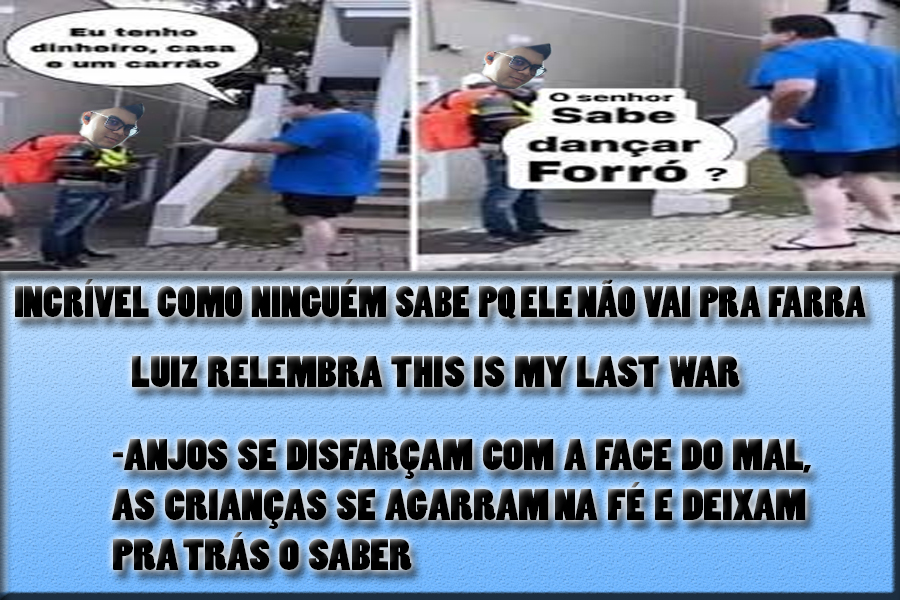 Eu tenho
dinheiro, casa
e um carrão
O senhor
Sabe
dançar
Forró ?
INCRÍVEL COMO NINGUÉM SABE PQ ELE NÃO VAI PRA FARRA
LUIZ RELEMBRA THIS IS MY LAST WAR
-ANJOS SE DISFARÇAM COM A FACE DO MAL,
AS CRIANÇAS SE AGARRAM NA FÉ E DEIXAM
PRA TRÁS O SABER